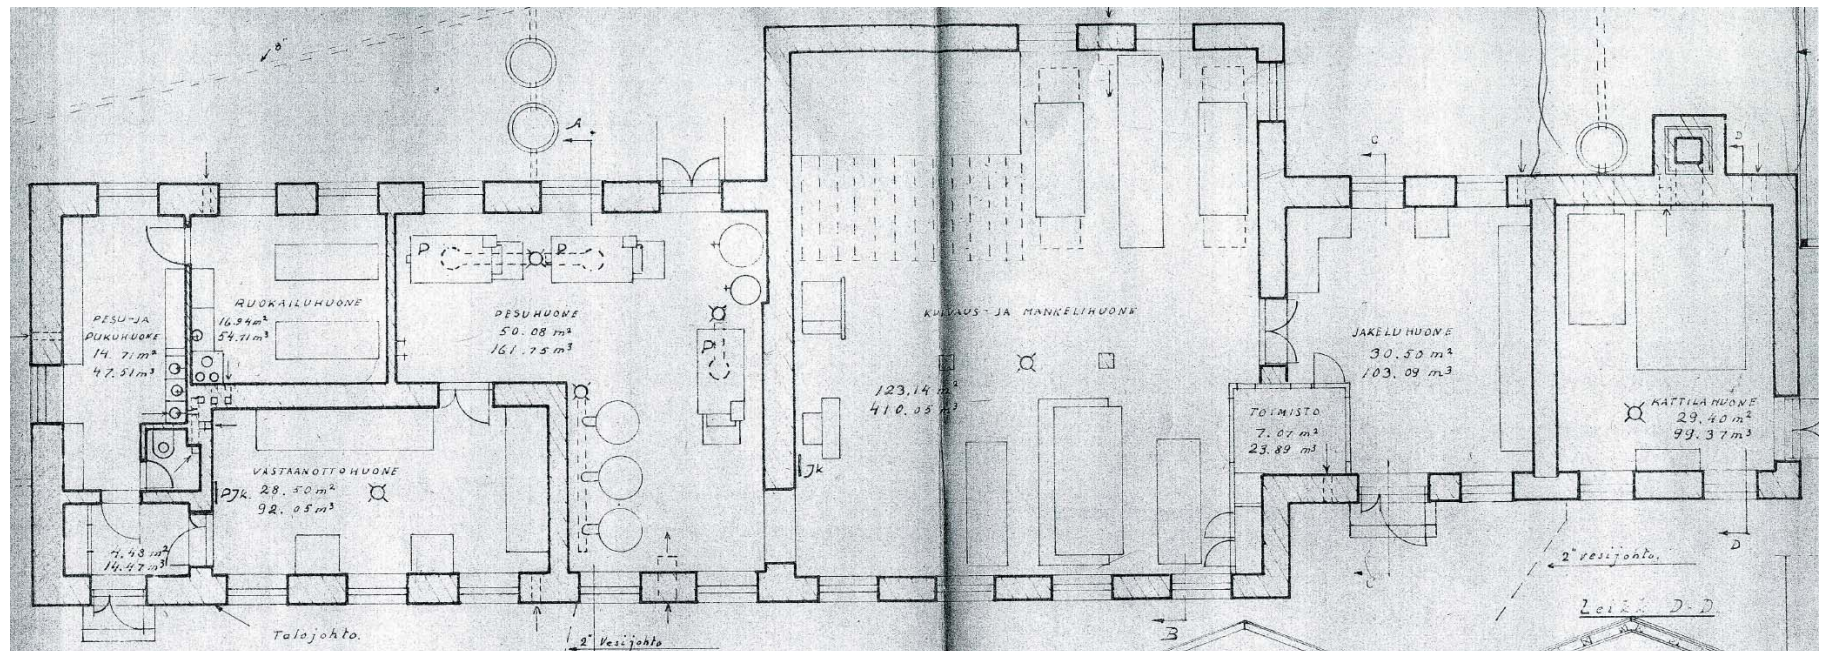 8"
A
C
D
RUOKAILUHUONE
16.94 m²
54.71 m³
PESU- JA
PUKUHUONE
14.71 m²
47.51 m³
P
P
P
PESUHUONE
50.08 m²
161.75 m³
KUIVAUS- JA MANKELIHUONE
123.14 m²
410.05 m³
JAKELUHUONE
30.50 m²
103.09 m³
TOIMISTO
7.07 m²
23.89 m³
KATTILAHUONE
29.40 m²
99.37 m³
VASTAANOTTOHUONE
28.50 m²
92.05 m³
PJk.
Jk
4.43 m²
14.47 m³
D
C
B
2" vesijohto.
Talojohto.
2" Vesijohto
Leikk. D-D.